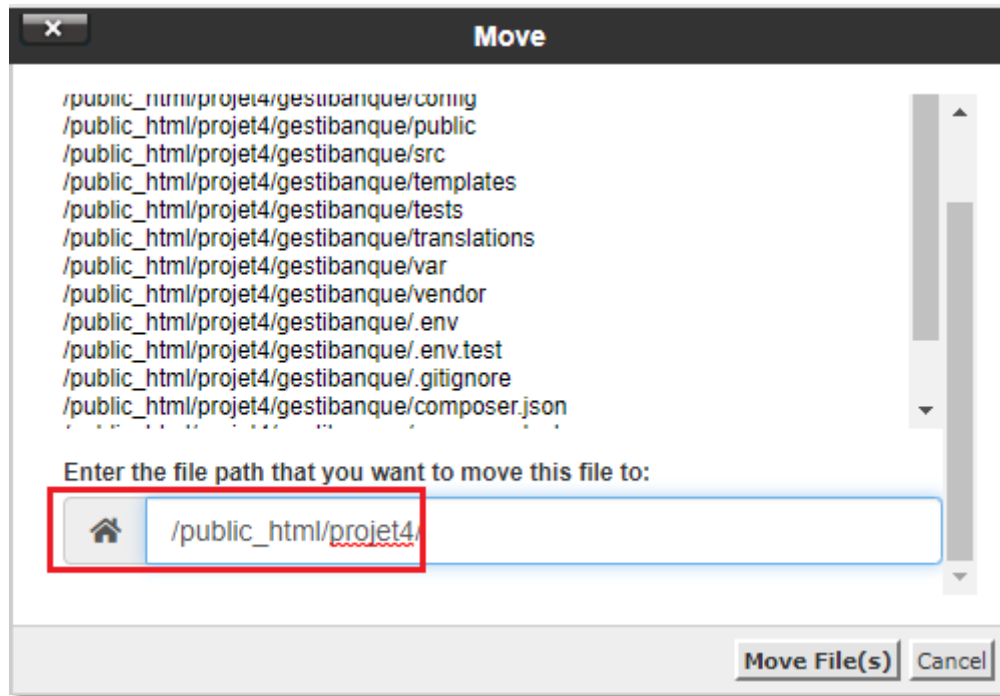 Move
/public_html/projet4/gestibanque/config
/public_html/projet4/gestibanque/public
/public_html/projet4/gestibanque/src
/public_html/projet4/gestibanque/templates
/public_html/projet4/gestibanque/tests
/public_html/projet4/gestibanque/translations
/public_html/projet4/gestibanque/var
/public_html/projet4/gestibanque/vendor
/public_html/projet4/gestibanque/.env
/public_html/projet4/gestibanque/.env.test
/public_html/projet4/gestibanque/.gitignore
/public_html/projet4/gestibanque/composer.json
Enter the file path that you want to move this file to:
/public_html/projet4/
Move File(s) Cancel